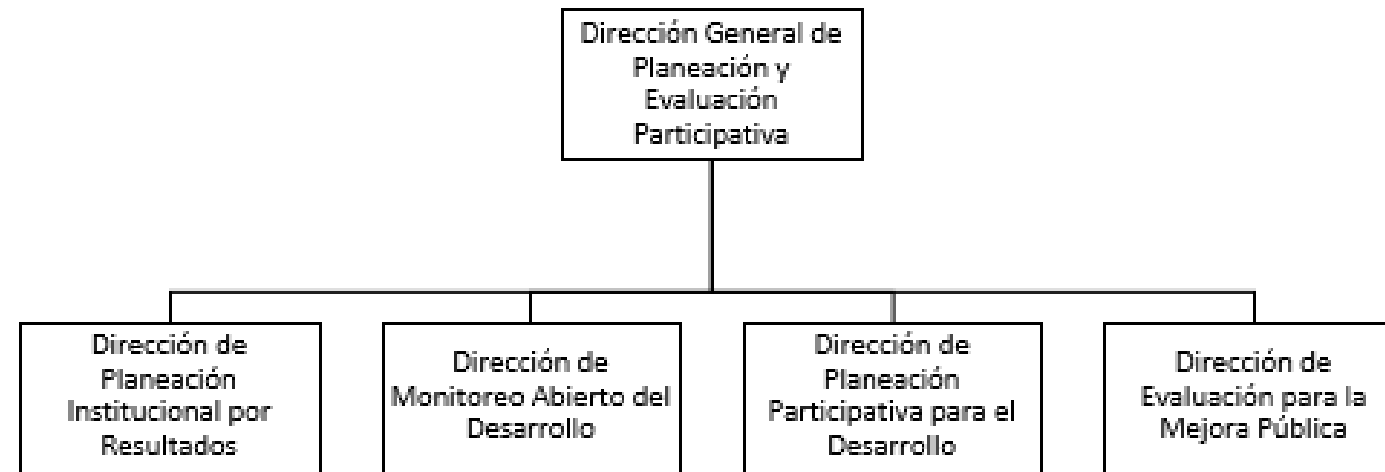 Dirección General de
Planeación y
Evaluación
Participativa
Dirección de
Planeación
Institucional por
Resultados
Dirección de
Monitoreo Abierto del
Desarrollo
Dirección de
Planeación
Participativa para el
Desarrollo
Dirección de
Evaluación para la
Mejora Pública